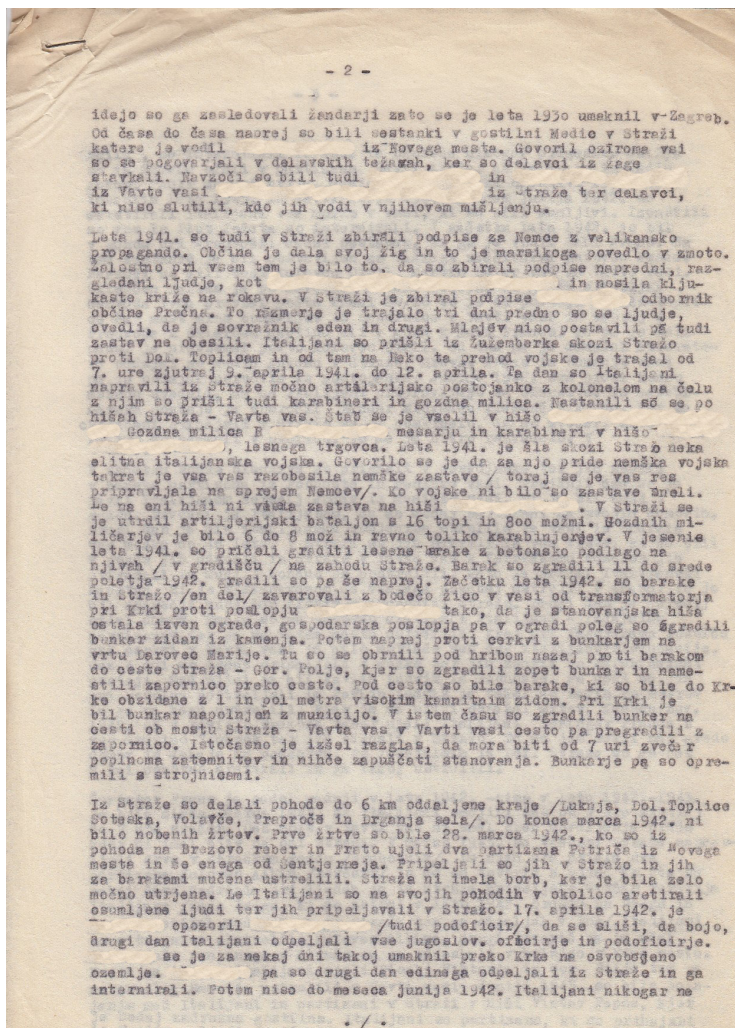 - 2 -
idejo so ga zasledovali žandarji zato se je leta 1930 umaknil v Zagreb.
Od časa do časa naorej so bili sestanki v gostilni Medic v Straži
katere je vodil iz Novega mesta. Govoril oziroma vsi
so se pogovarjali v delavskih težavah, ker so delavci iz žage
stavkali. Navzoči so bili tudi in
iz Vavte vasi iz Straže ter delavci,
ki niso slutili, kdo jih vodi v njihovem mišljenju.
Leta 1941. so tudi v Straži zbirali podpise za Nemce z velikansko
propagando. Občina je dala svoj žig in to je marsikoga povedlo v zmoto.
Žalostno pri vsem tem je bilo to. da so zbirali podpise napredni, raz-
gledani ljudje, kot . in nosila klju-
kaste križe na rokavu. V Straži je zbiral podpise odbornik
občine Prečna. To razmerje je trajalo tri dni predno so se ljudje,
ovedli, da je sovražnik eden in drugi. Mlajev niso postavili pa tudi
zastav ne obesili. Italijani so prišli iz Žužemberka skozi Stražo
proti Dol. Toplicam in od tam na Reko ta prehod vojske je trajal od
7. ure zjutraj 9. aprila 1941. do 12. aprila. Ta dan so Italijani
napravili iz Straže močno artilerijsko postojanko z kolonelom na čelu
z njim so prišli tudi karabineri in gozdna milica. Nastanili so se po
hišah Straža - Vavta vas. Štab se je vselil v hišo
. Gozdna milica R mesarju in karabineri v hišo
), lesnega trgovca. Leta 1941. je šla skozi Straž neka
elitna italijanska vojska. Govorilo se je da za njo pride nemška vojska
takrat je vsa vas razobesila nemške zastave / torej se je vas res
pripravljala na sprejem Nemcev/. Ko vojske ni bilo so zastave sneli.
Le na eni hiši ni visela zastava na hiši . V Straži se
je utrdil artiljerijski bataljon s 16 topi in 800 možmi. Gozdnih mi-
ličarjev je bilo 6 do 8 mož in ravno toliko karabinjerjev. V jesenie
leta 1941. so pričeli graditi lesene barake z betonsko podlago na
njivah / v gradišču / na zahodu Straže. Barak so zgradili 11 do srede
poletja 1942. gradili so pa še naprej. Začetku leta 1942. so barake
in Stražo /en del/ zavarovali z bodečo žico v vasi od transformatorja
pri Krki proti poslopju tako, da je stanovanjska hiša
ostala izven ograde, gospodarska poslopja pa v ogradi poleg so zgradili
bunkar zidan iz kamenja. Potem naprej proti cerkvi z bunkarjem na
vrtu Darovec Marije. Tu so se obrnili pod hribom nazaj proti barakom
do ceste Straža - Gor. Polje, kjer so zgradili zopet bunkar in name-
stili zapornico preko ceste. Pod cesto so bile barake, ki so bile do Kr-
ke obzidane z 1 in pol metra visokim kamnitnim zidom. Pri Krki je
bil bunkar napolnjen z municijo. V istem času so zgradili bunker na
cesti ob mostu Straža - Vavta vas v Vavti vasi cesto pa pregradili z
zapornico. Istočasno je izšel razglas, da mora biti od 7 uri zvečer
poplnoma zatemnitev in nihče zapuščati stanovanja. Bunkarje pa so opre-
mili s strojnicami.
Iz Straže so delali pohode do 6 km oddaljene kraje /Luknja, Dol.Toplice
Soteska, Volavče, Praproče in Drganja sela/. Do konca marca 1942. ni
bilo nobenih žrtev. Prve žrtve so bile 28. marca 1942., ko so iz
pohoda na Brezovo reber in Frato ujeli dva partizana Petriča iz Novega
mesta in še enega od Šentjerneja. Pripeljali so jih v Stražo in jih
za barakami mučena ustrelili. Straža ni imela borb, ker je bila zelo
močno utrjena. Le Italijani so na svojih pohodih v okolico aretirali
osumljene ljudi ter jih pripeljavali v Stražo. 17. aprila 1942. je
opozoril /tudi podoficir/, da se sliši, da bojo,
drugi dan Italijani odpeljali vse jugoslov. oficirje in podoficirje.
se je za nekaj dni takoj umaknil preko Krke na osvobojeno
ozemlje. pa so drugi dan edinega odpeljali iz Straže in ga
internirali. Potem niso do meseca junija 1942. Italijani nikogar ne
./.